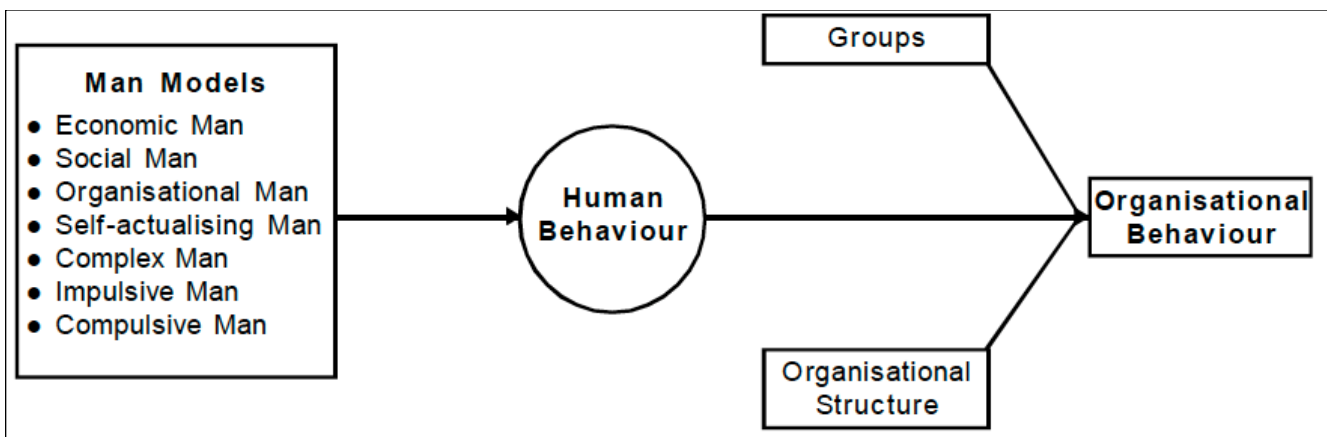 Man Models
● Economic Man
● Social Man
● Organisational Man
● Self-actualising Man
● Complex Man
● Impulsive Man
● Compulsive Man
Human
Behaviour
Groups
Organisational
Structure
Organisational
Behaviour